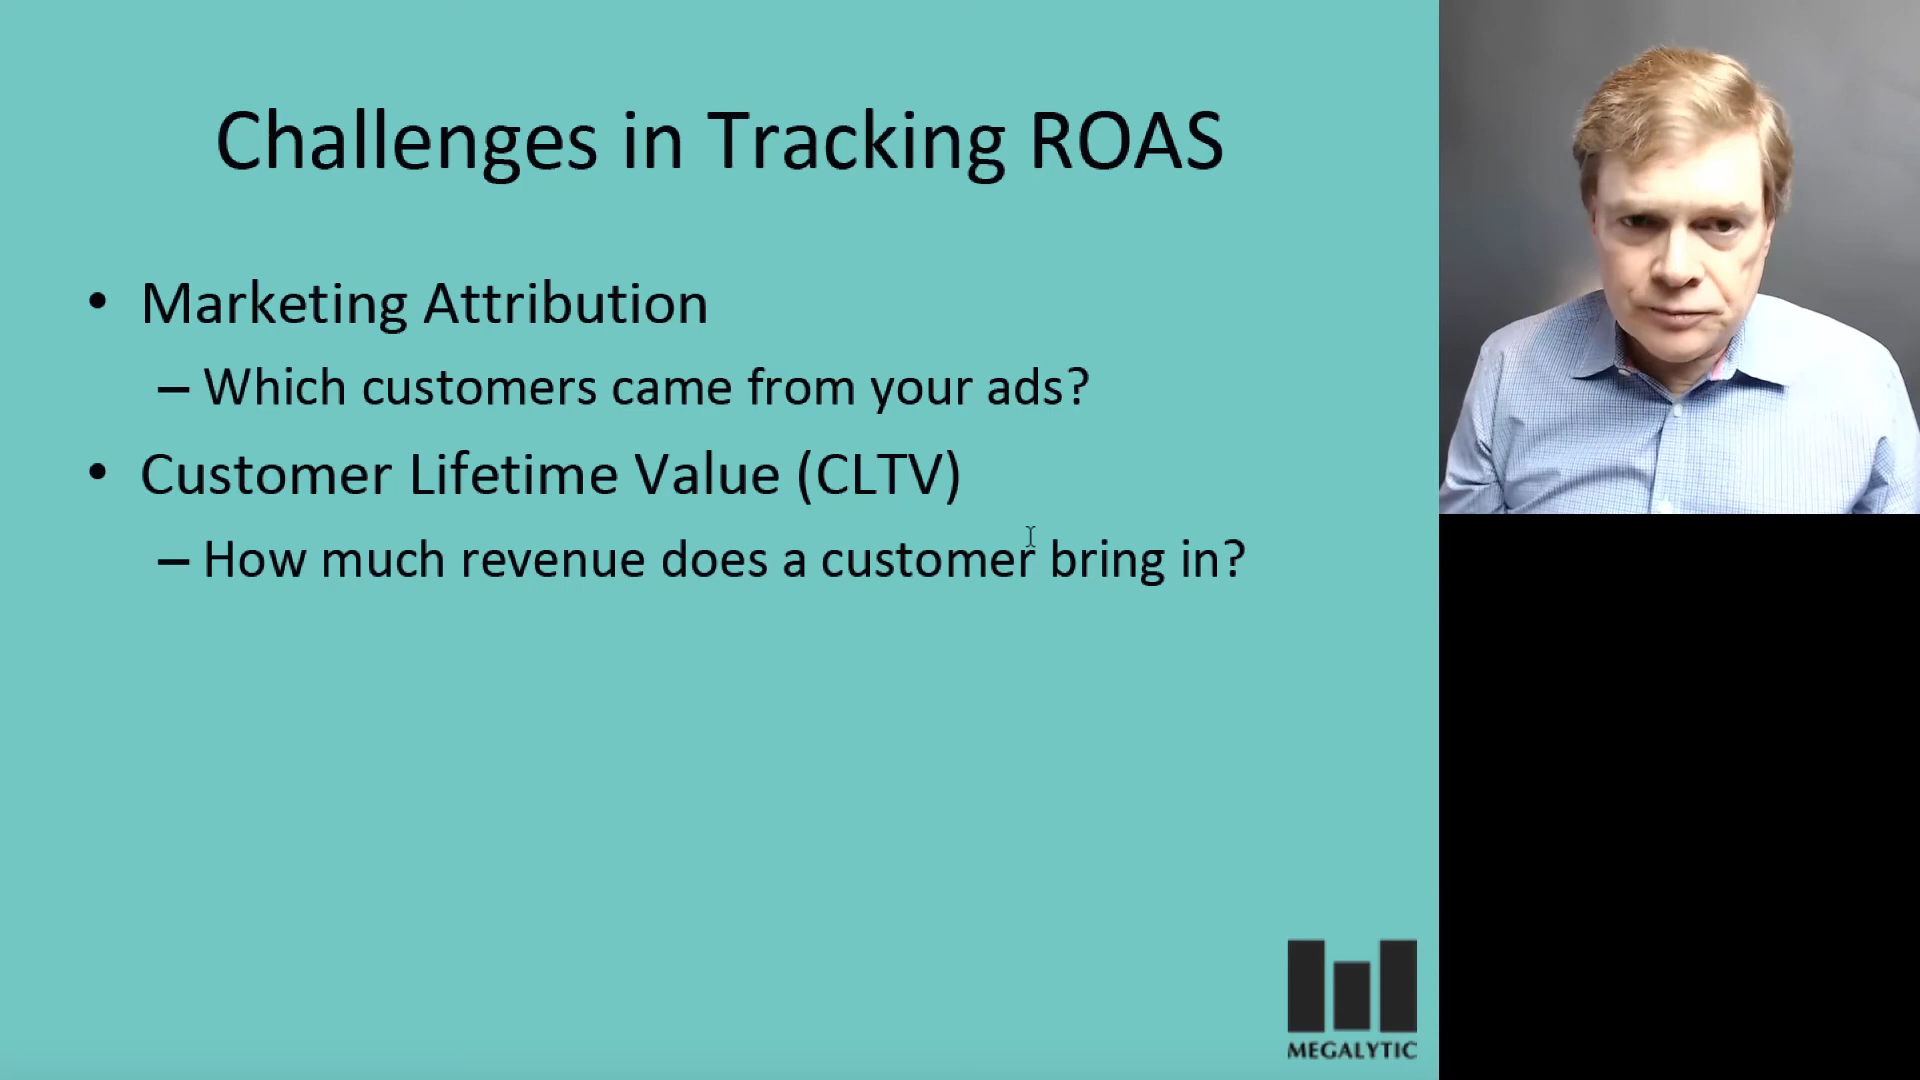 Challenges in Tracking ROAS
• Marketing Attribution
– Which customers came from your ads?
• Customer Lifetime Value (CLTV)
– How much revenue does a customer bring in?
MEGALYTIC